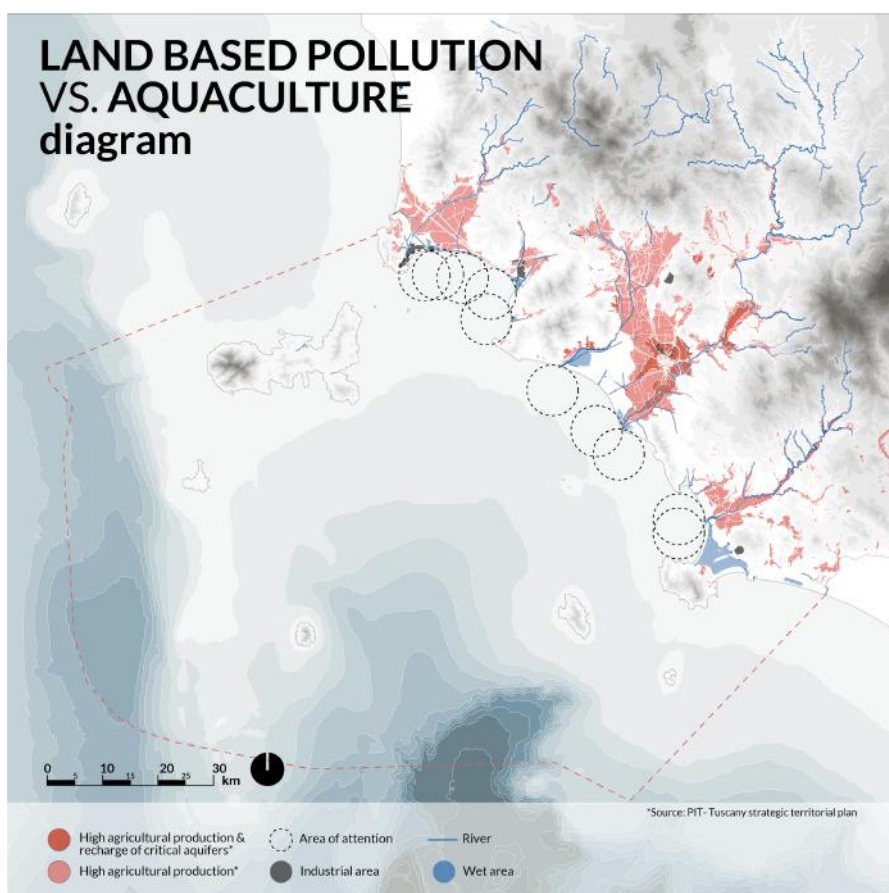 LAND BASED POLLUTION
VS. AQUACULTURE
diagram
0 10 20 30
5 15 25 km
*Source: PIT- Tuscany strategic territorial plan
High agricultural production &
recharge of critical aquifers*
High agricultural production*
Area of attention
Industrial area
River
Wet area